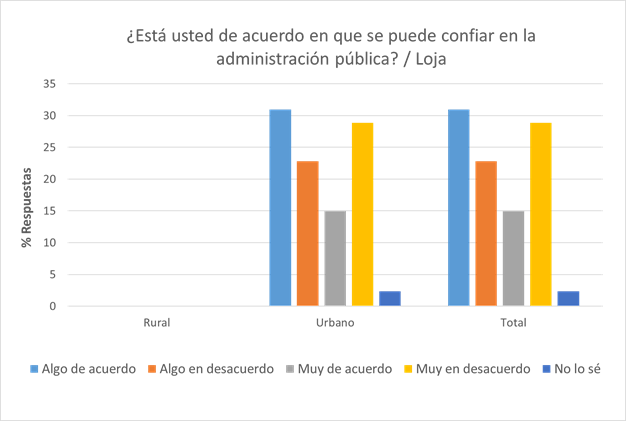 ¿Está usted de acuerdo en que se puede confiar en la
administración pública? / Loja
35
30
25
20
15
10
5
0
% Respuestas
Rural Urbano Total
Algo de acuerdo Algo en desacuerdo Muy de acuerdo Muy en desacuerdo No lo sé